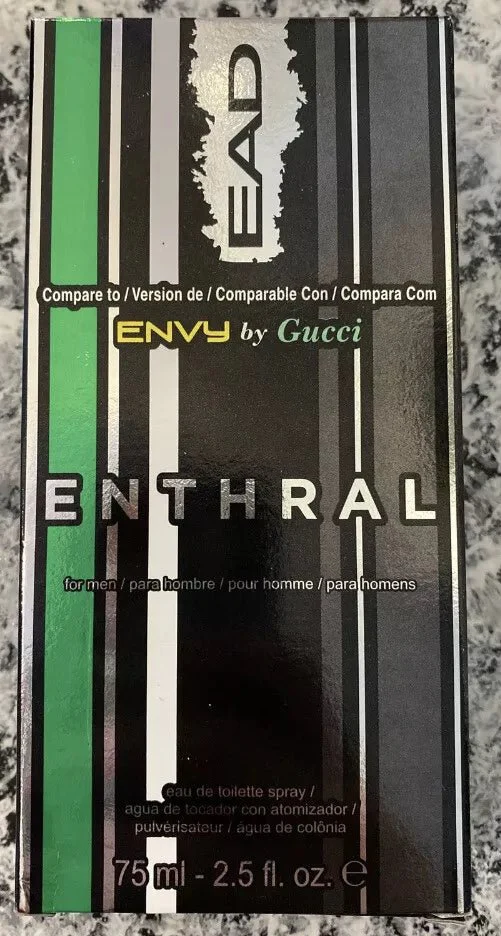 EAD
Compare to / Version de / Comparable Con / Compara Com
ENVY by Gucci
ENTHRAL
for men / para hombre / pour homme / para homens
eau de toilette spray /
agua de tocador con atomizador /
pulvérisateur / água de colônia
75 ml - 2.5 fl. oz. ℮